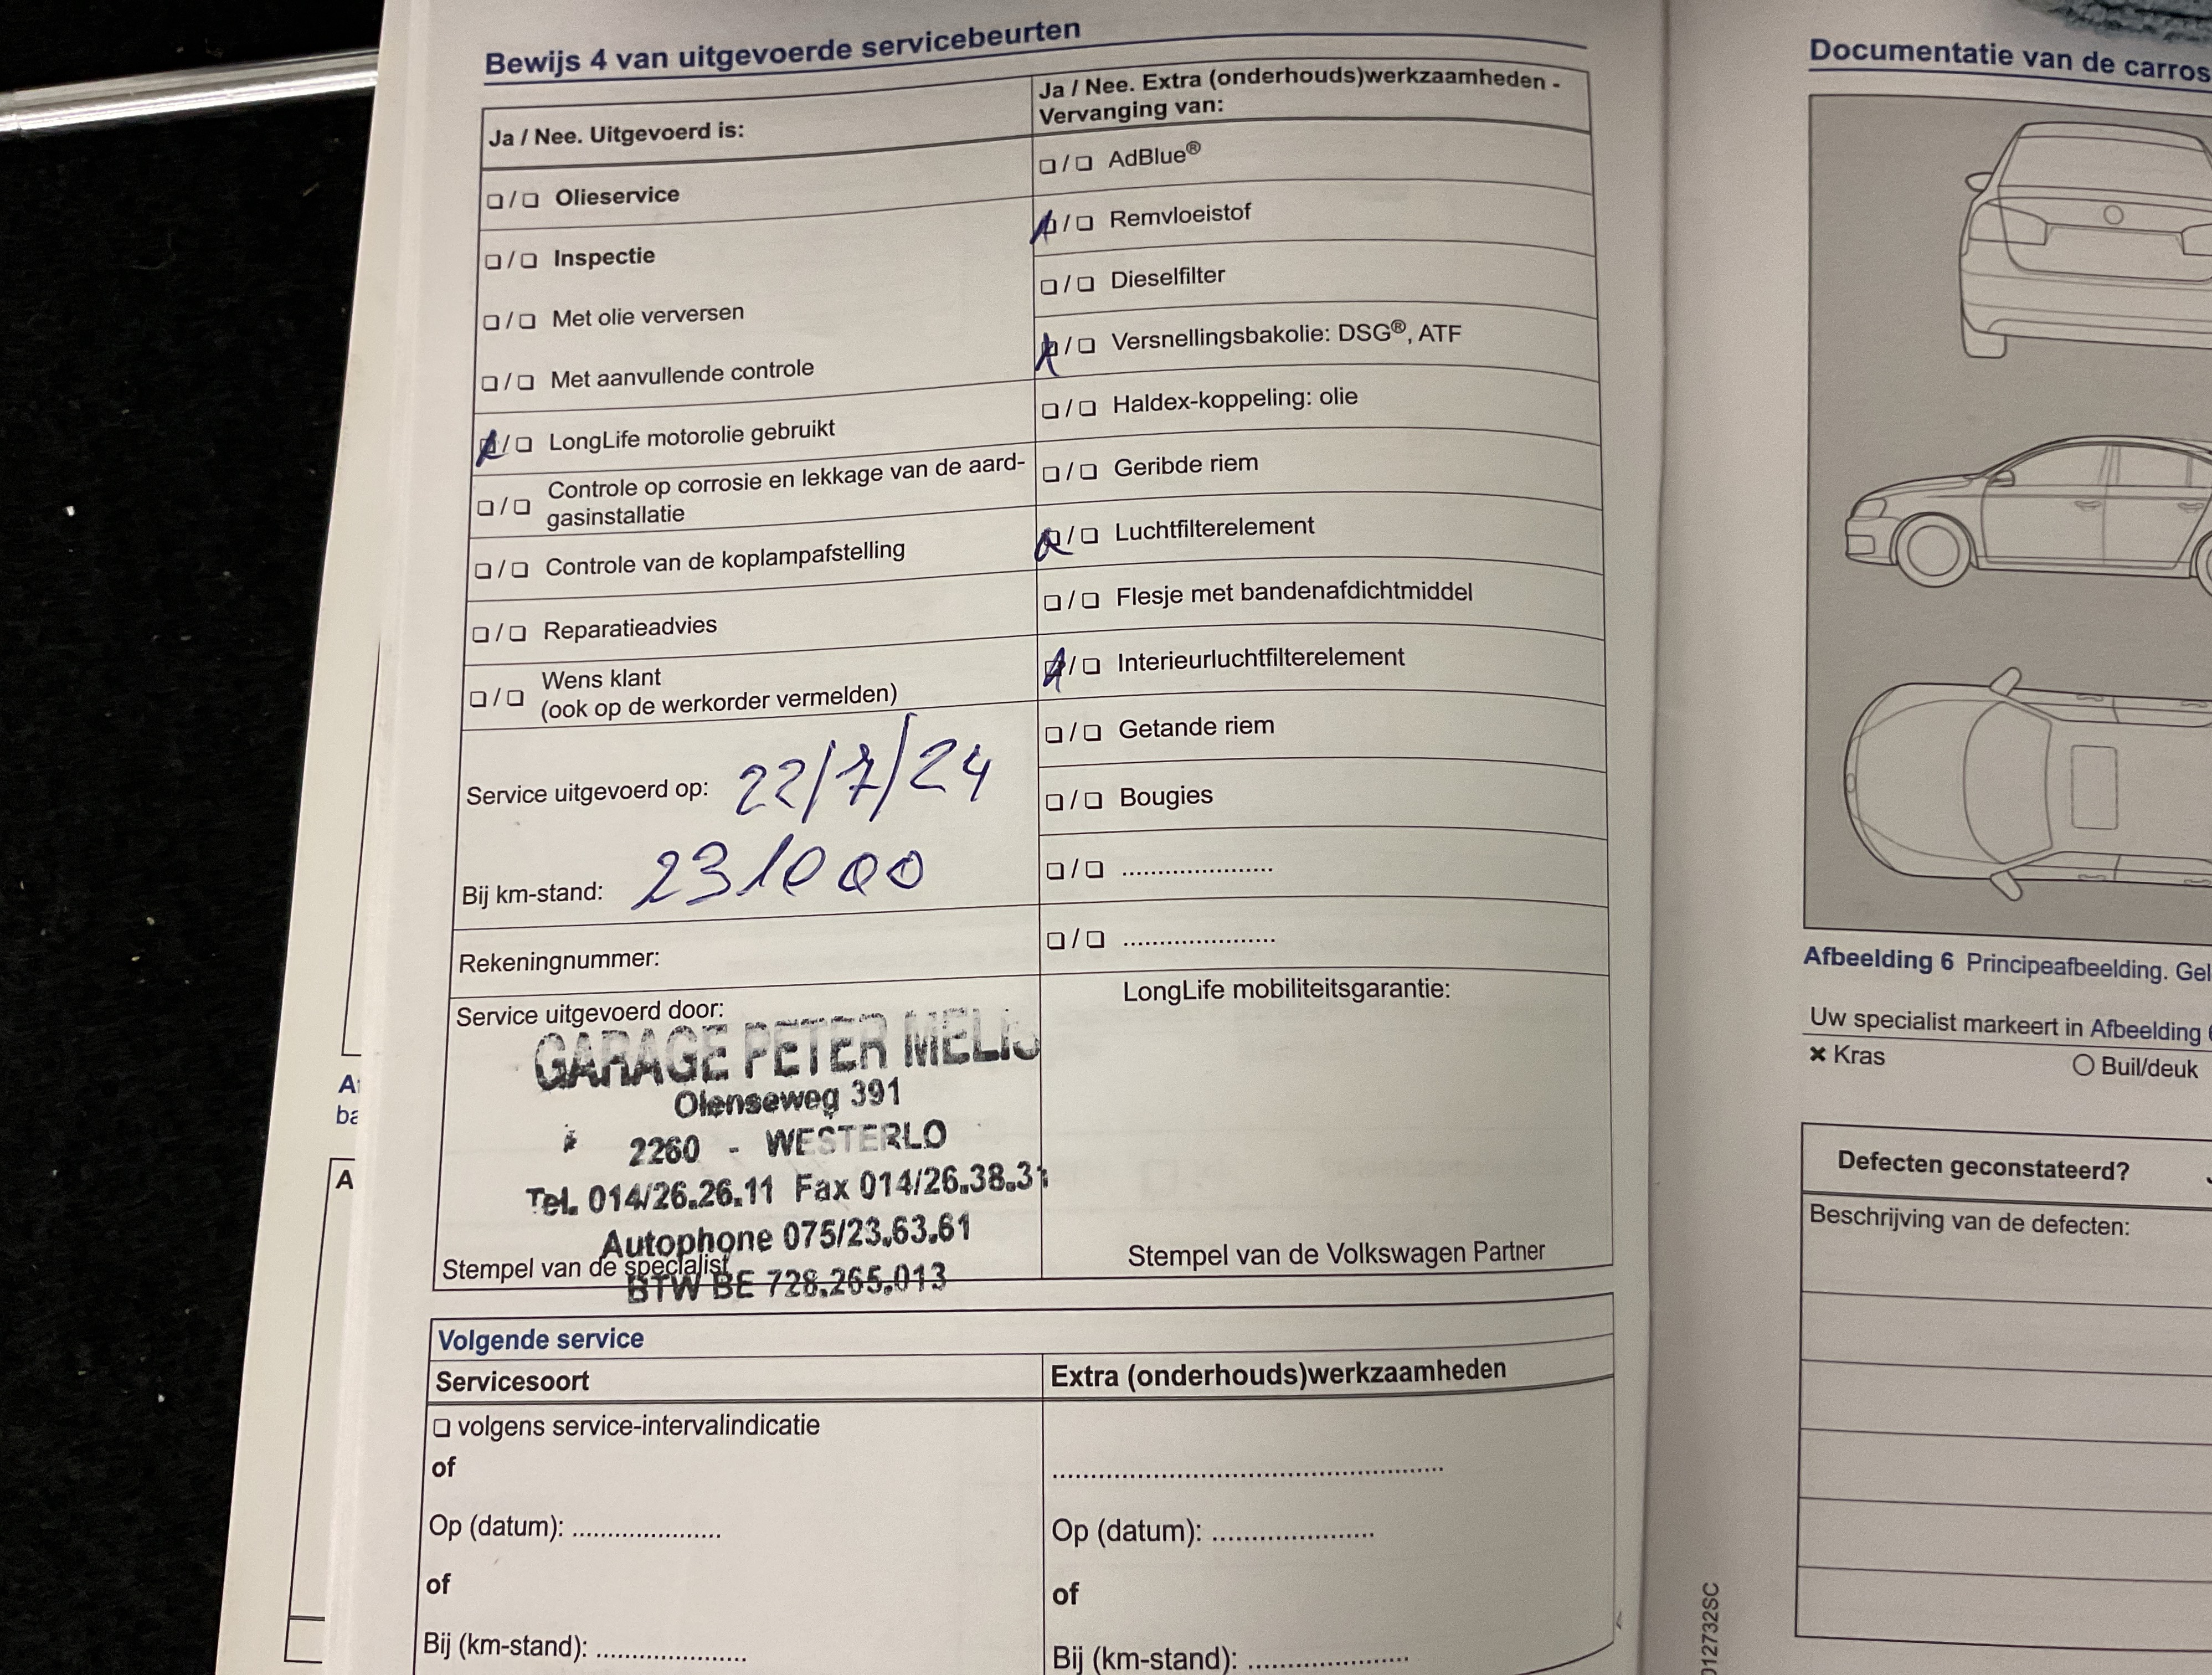 Bewijs 4 van uitgevoerde servicebeurten
Ja / Nee. Uitgevoerd is:
❏ / ❏ Olieservice
❏ / ❏ Inspectie
❏ / ❏ Met olie verversen
❏ / ❏ Met aanvullende controle
❏ / ❏ LongLife motorolie gebruikt
❏ / ❏ Controle op corrosie en lekkage van de aard-
gasinstallatie
❏ / ❏ Controle van de koplampafstelling
❏ / ❏ Reparatieadvies
❏ / ❏ Wens klant
(ook op de werkorder vermelden)
Service uitgevoerd op: 22/7/24
Bij km-stand: 231000
Rekeningnummer:
Service uitgevoerd door:
GARAGE PETER MELIS
Olenseweg 391
2260 - WESTERLO
Tel. 014/26.26.11 Fax 014/26.38.31
Autophone 075/23.63.61
Stempel van de specialist
BTW BE 728.265.013
Ja / Nee. Extra (onderhouds)werkzaamheden -
Vervanging van:
❏ / ❏ AdBlue®
❏ / ❏ Remvloeistof
❏ / ❏ Dieselfilter
❏ / ❏ Versnellingsbakolie: DSG®, ATF
❏ / ❏ Haldex-koppeling: olie
❏ / ❏ Geribde riem
❏ / ❏ Luchtfilterelement
❏ / ❏ Flesje met bandenafdichtmiddel
❏ / ❏ Interieurluchtfilterelement
❏ / ❏ Getande riem
❏ / ❏ Bougies
❏ / ❏ ......................
❏ / ❏ ......................
LongLife mobiliteitsgarantie:
Stempel van de Volkswagen Partner
Volgende service
Servicesoort
❏ volgens service-intervalindicatie
of
Op (datum): .....................
of
Bij (km-stand): .....................
Extra (onderhouds)werkzaamheden
........................................................
Op (datum): .......................
of
Bij (km-stand): .......................
Documentatie van de carros
Afbeelding 6 Principeafbeelding. Gel
Uw specialist markeert in Afbeelding 6
✖ Kras
○ Buil/deuk
Defecten geconstateerd?
Beschrijving van de defecten:
012732SC
ba
A